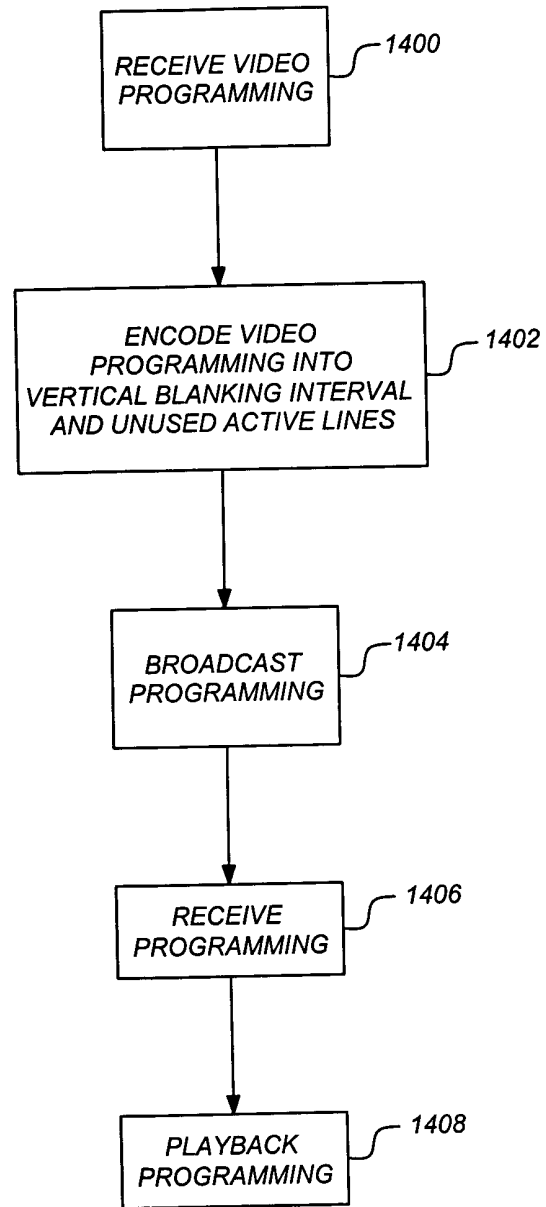 RECEIVE VIDEO
PROGRAMMING
1400
ENCODE VIDEO
PROGRAMMING INTO
VERTICAL BLANKING INTERVAL
AND UNUSED ACTIVE LINES
1402
BROADCAST
PROGRAMMING
1404
RECEIVE
PROGRAMMING
1406
PLAYBACK
PROGRAMMING
1408